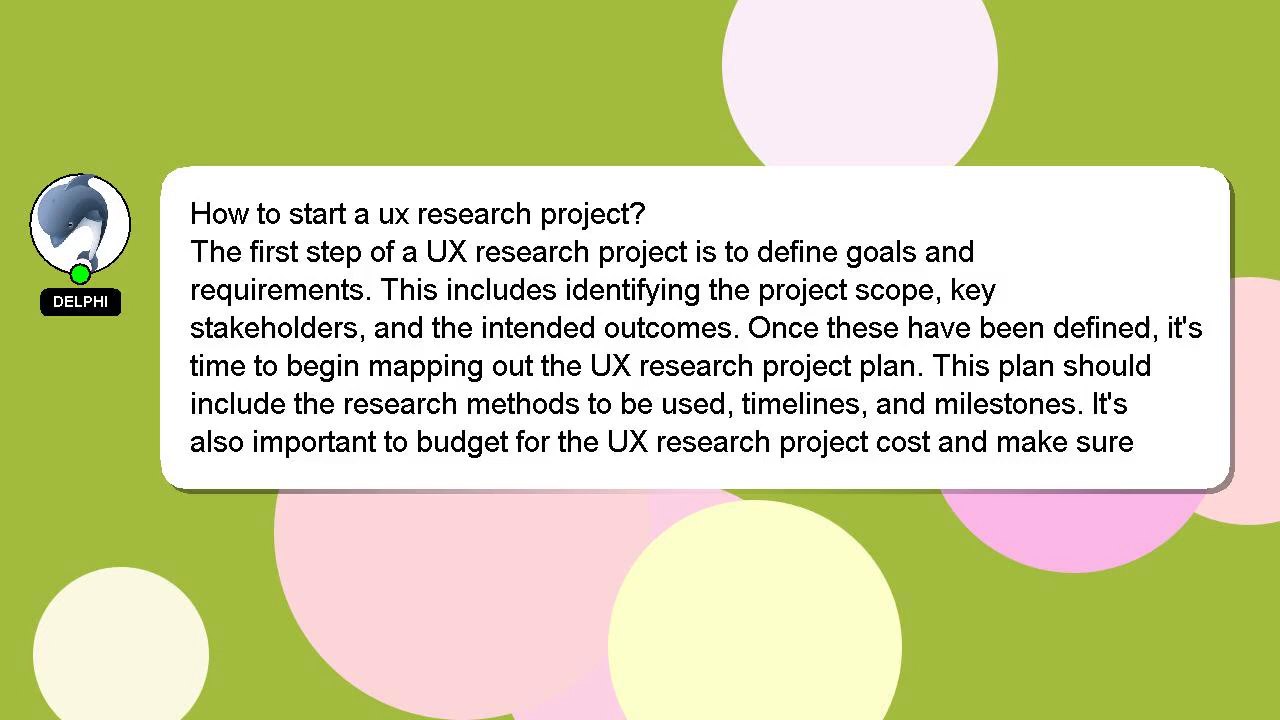 How to start a ux research project?
The first step of a UX research project is to define goals and
requirements. This includes identifying the project scope, key
stakeholders, and the intended outcomes. Once these have been defined, it's
time to begin mapping out the UX research project plan. This plan should
include the research methods to be used, timelines, and milestones. It's
also important to budget for the UX research project cost and make sure
DELPHI